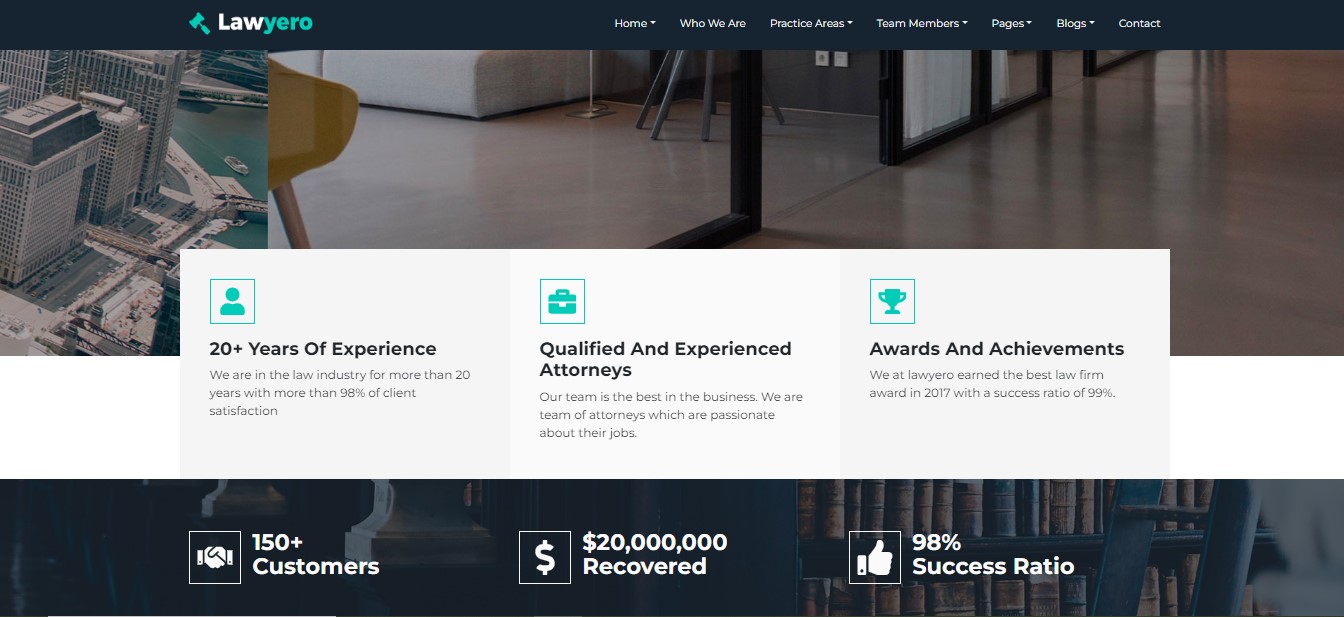 Lawyero
Home Who We Are Practice Areas Team Members Pages Blogs Contact
20+ Years Of Experience
We are in the law industry for more than 20
years with more than 98% of client
satisfaction
Qualified And Experienced
Attorneys
Our team is the best in the business. We are
team of attorneys which are passionate
about their jobs.
Awards And Achievements
We at lawyero earned the best law firm
award in 2017 with a success ratio of 99%.
150+
Customers
$20,000,000
Recovered
98%
Success Ratio